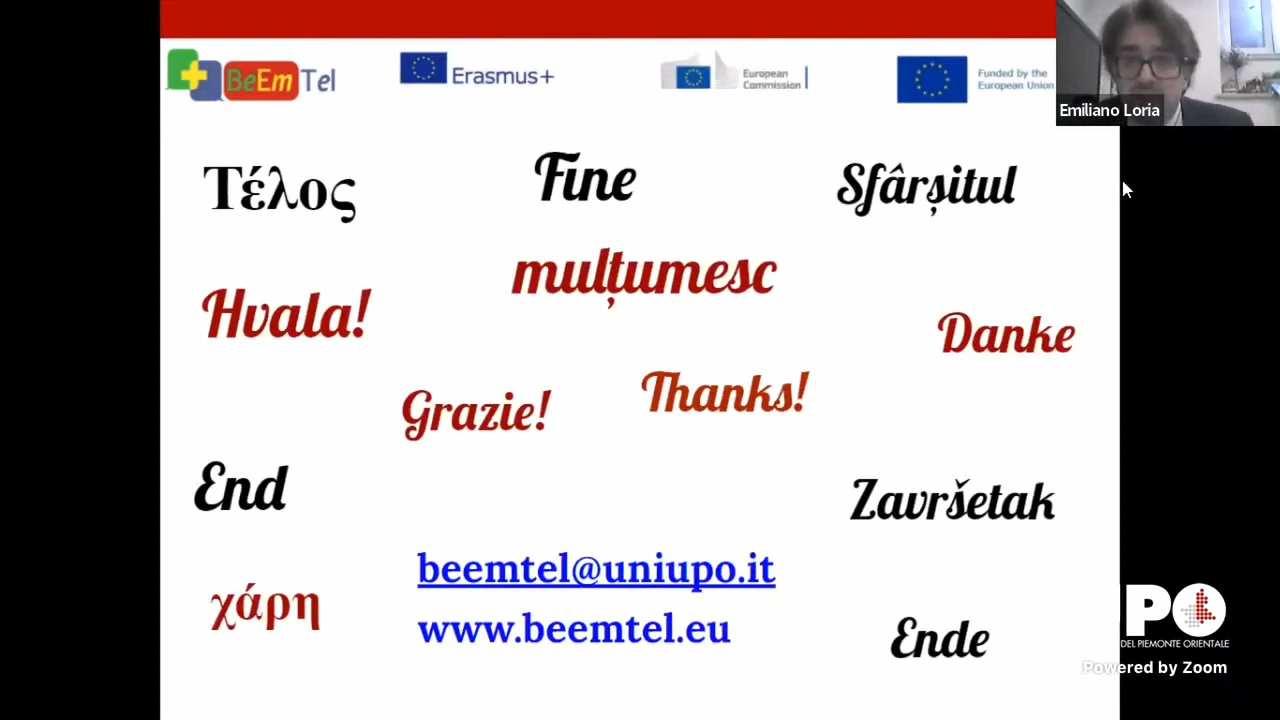 BeEmTel
Erasmus+
European
Commission
Funded by the
European Union
Emiliano Loria
Τέλος
Fine
Sfârșitul
mulțumesc
Hvala!
Danke
Thanks!
Grazie!
End
Završetak
beemtel@uniupo.it
χάρη
www.beemtel.eu
Ende
PO
DEL PIEMONTE ORIENTALE
Powered by Zoom